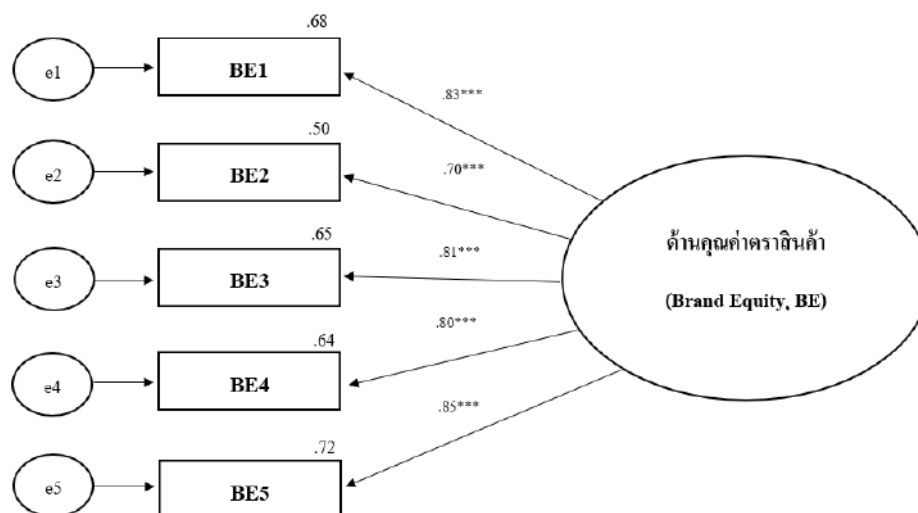 .68
e1
BE1
.83***
.50
e2
BE2
.70***
.65
e3
BE3
.81***
ด้านคุณค่าตราสินค้า
(Brand Equity, BE)
.64
e4
BE4
.80***
.72
e5
BE5
.85***